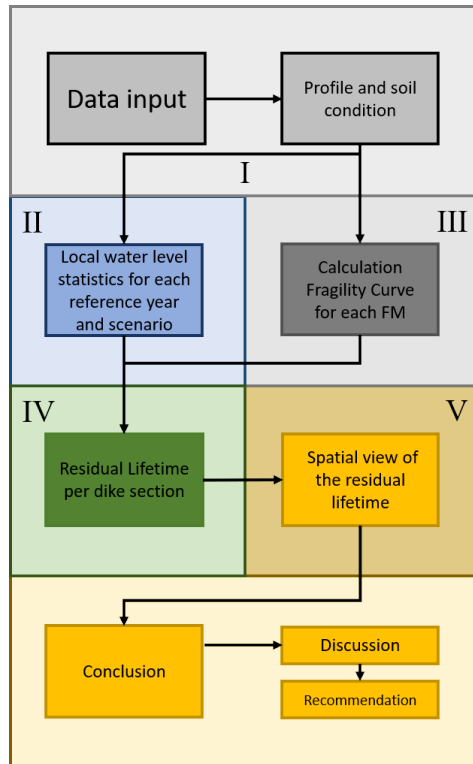 Data input
Profile and soil
condition
I
II
III
Local water level
statistics for each
reference year
and scenario
Calculation
Fragility Curve
for each FM
IV
V
Residual Lifetime
per dike section
Spatial view of
the residual
lifetime
Conclusion
Discussion
Recommendation